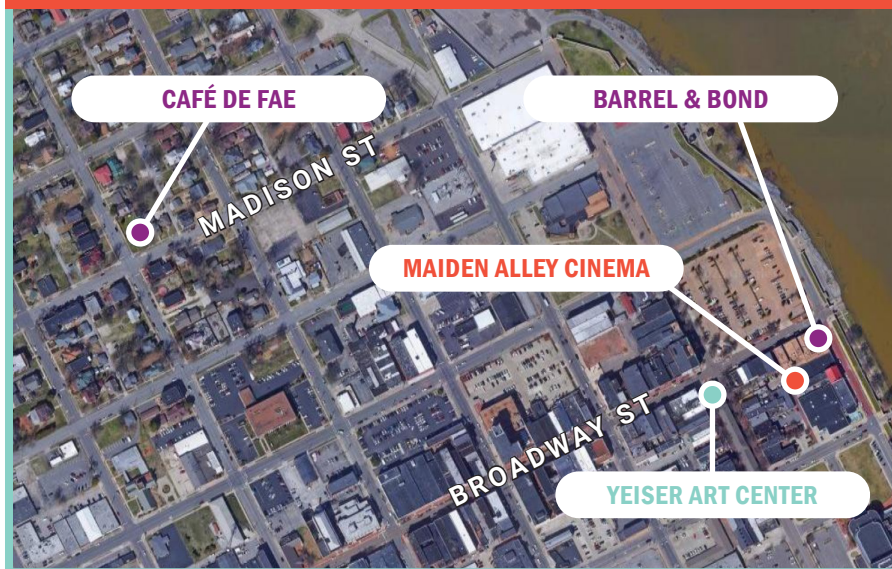 CAFÉ DE FAE
BARREL & BOND
MADISON ST
MAIDEN ALLEY CINEMA
BROADWAY ST
YEISER ART CENTER